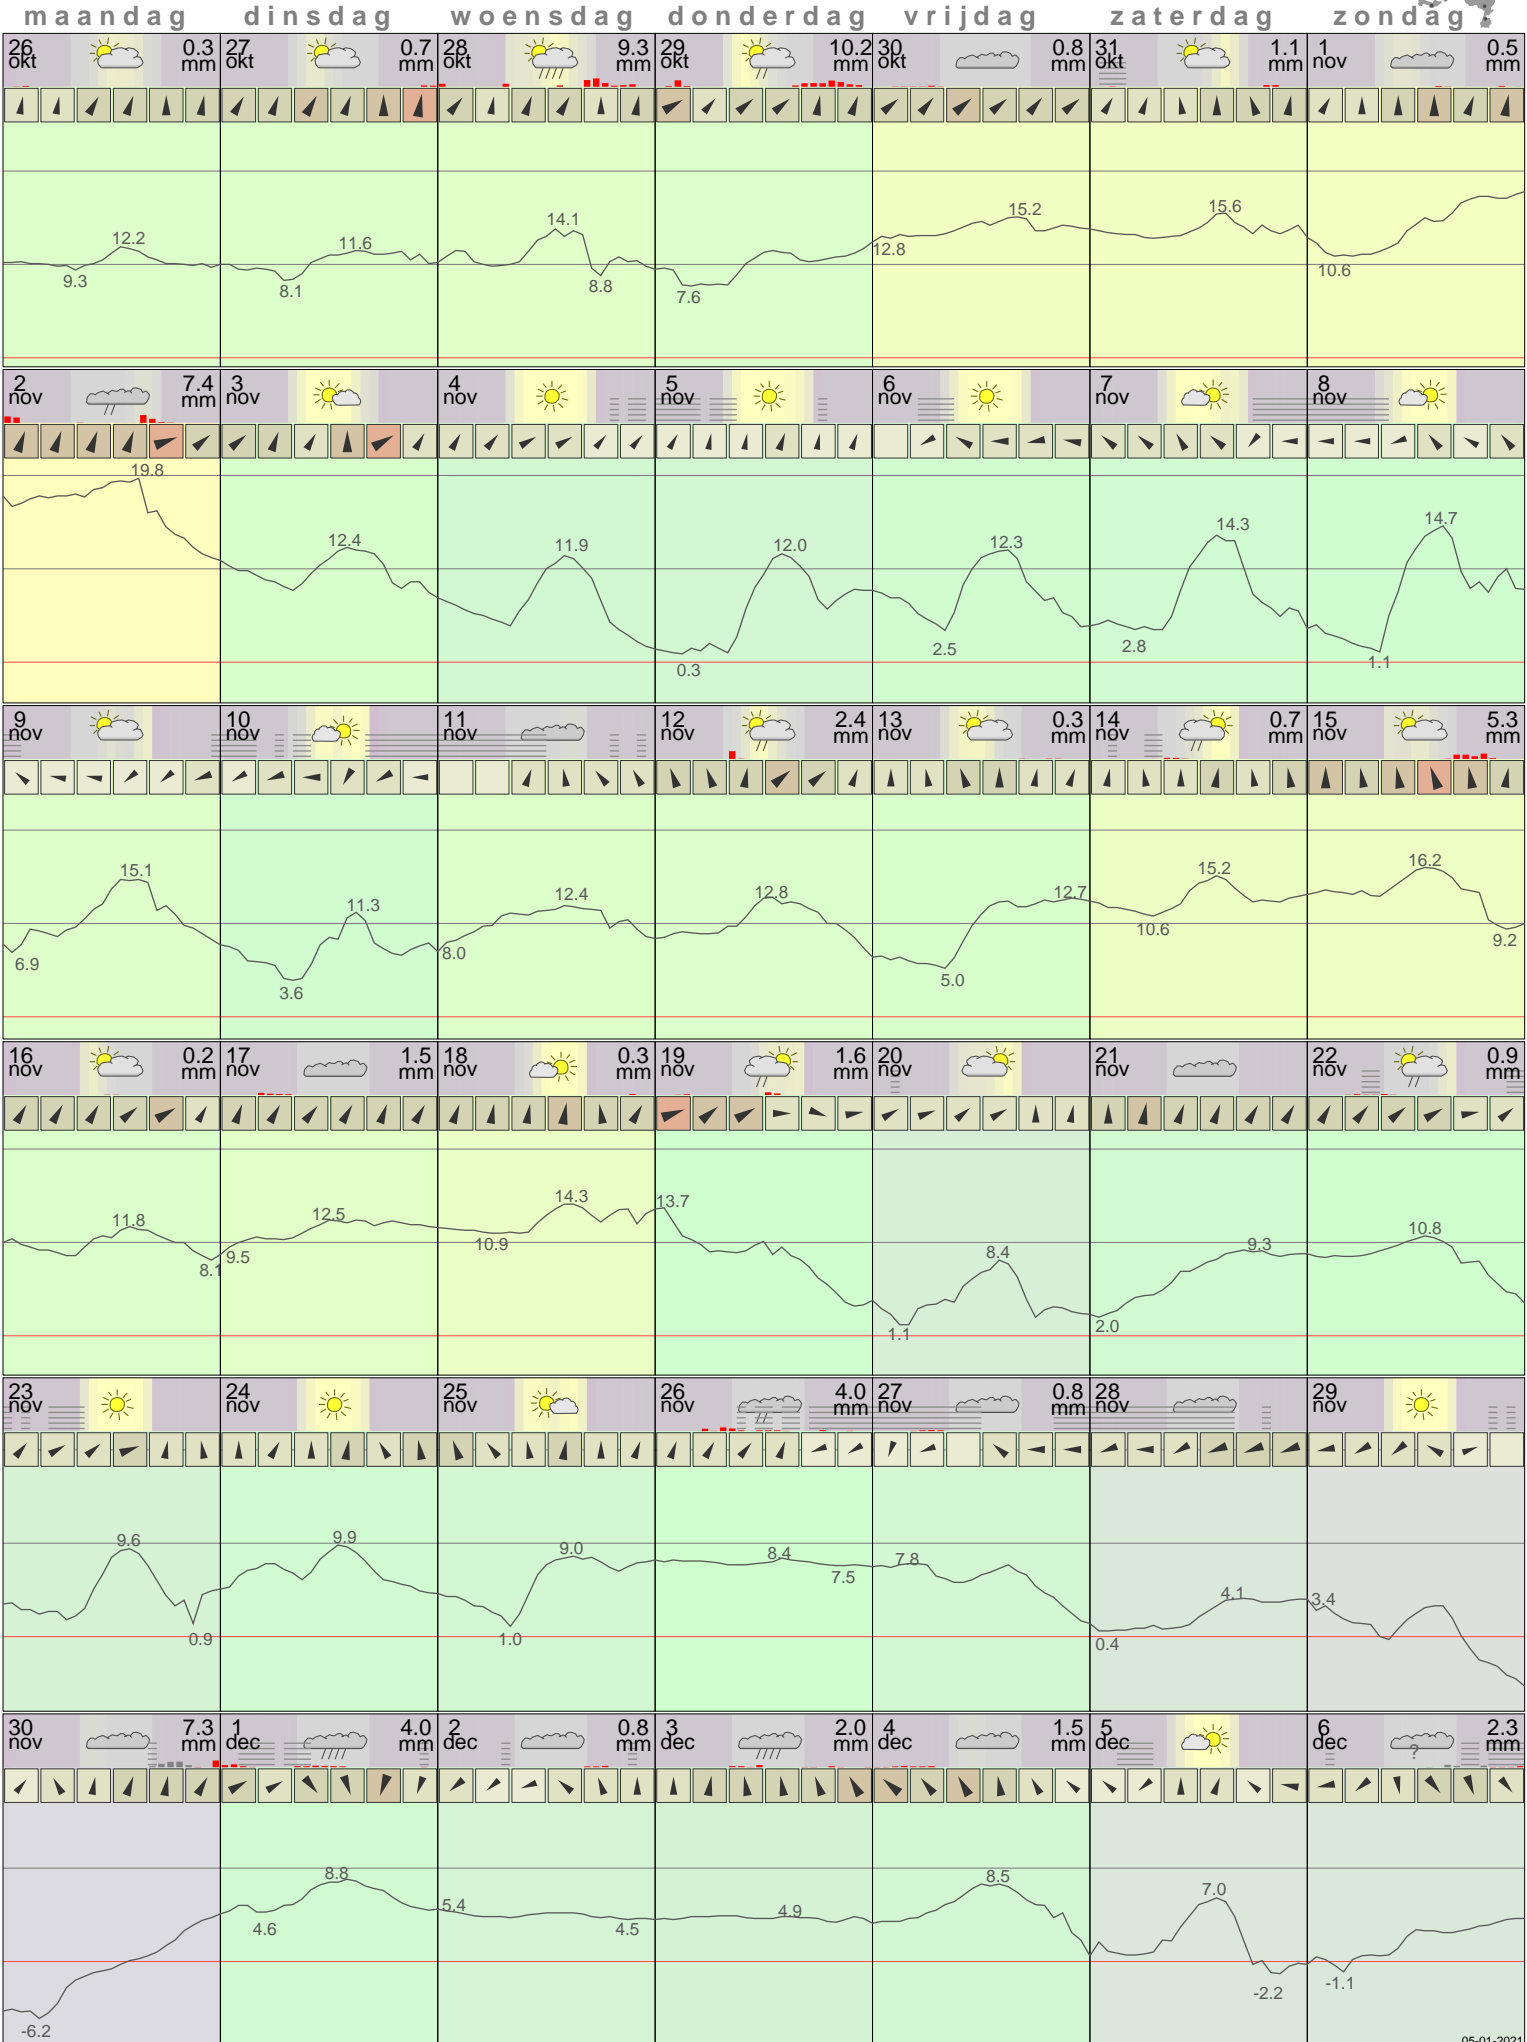 maandag dinsdag woensdag donderdag vrijdag zaterdag zondag
26 okt 0.3 mm 27 okt 0.7 mm 28 okt 9.3 mm 29 okt 10.2 mm 30 okt 0.8 mm 31 okt 1.1 mm 1 nov 0.5 mm
12.2 9.3 11.6 8.1 14.1 8.8 7.6 12.8 15.2 15.6 10.6
2 nov 7.4 mm 3 nov 4 nov 5 nov 6 nov 7 nov 8 nov
19.8 12.4 11.9 0.3 12.0 2.5 12.3 2.8 14.3 1.1 14.7
9 nov 10 nov 11 nov 12 nov 2.4 mm 13 nov 0.3 mm 14 nov 0.7 mm 15 nov 5.3 mm
6.9 15.1 3.6 11.3 8.0 12.4 12.8 5.0 12.7 10.6 15.2 16.2 9.2
16 nov 0.2 mm 17 nov 1.5 mm 18 nov 0.3 mm 19 nov 1.6 mm 20 nov 21 nov 22 nov 0.9 mm
11.8 8.1 9.5 12.5 10.9 14.3 13.7 1.1 8.4 2.0 9.3 10.8
23 nov 24 nov 25 nov 26 nov 4.0 mm 27 nov 0.8 mm 28 nov 29 nov
9.6 0.9 9.9 1.0 9.0 8.4 7.5 7.8 0.4 4.1 3.4
30 nov 7.3 mm 1 dec 4.0 mm 2 dec 0.8 mm 3 dec 2.0 mm 4 dec 1.5 mm 5 dec 6 dec ? 2.3 mm
-6.2 4.6 8.8 5.4 4.5 4.9 8.5 7.0 -2.2 -1.1
05-01-2021